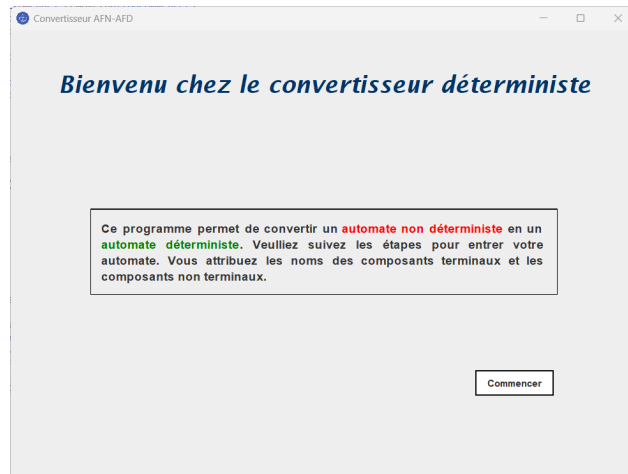 Convertisseur AFN-AFD
Bienvenu chez le convertisseur déterministe
Ce programme permet de convertir un automate non déterministe en un
automate déterministe. Veulliez suivez les étapes pour entrer votre
automate. Vous attribuez les noms des composants terminaux et les
composants non terminaux.
Commencer